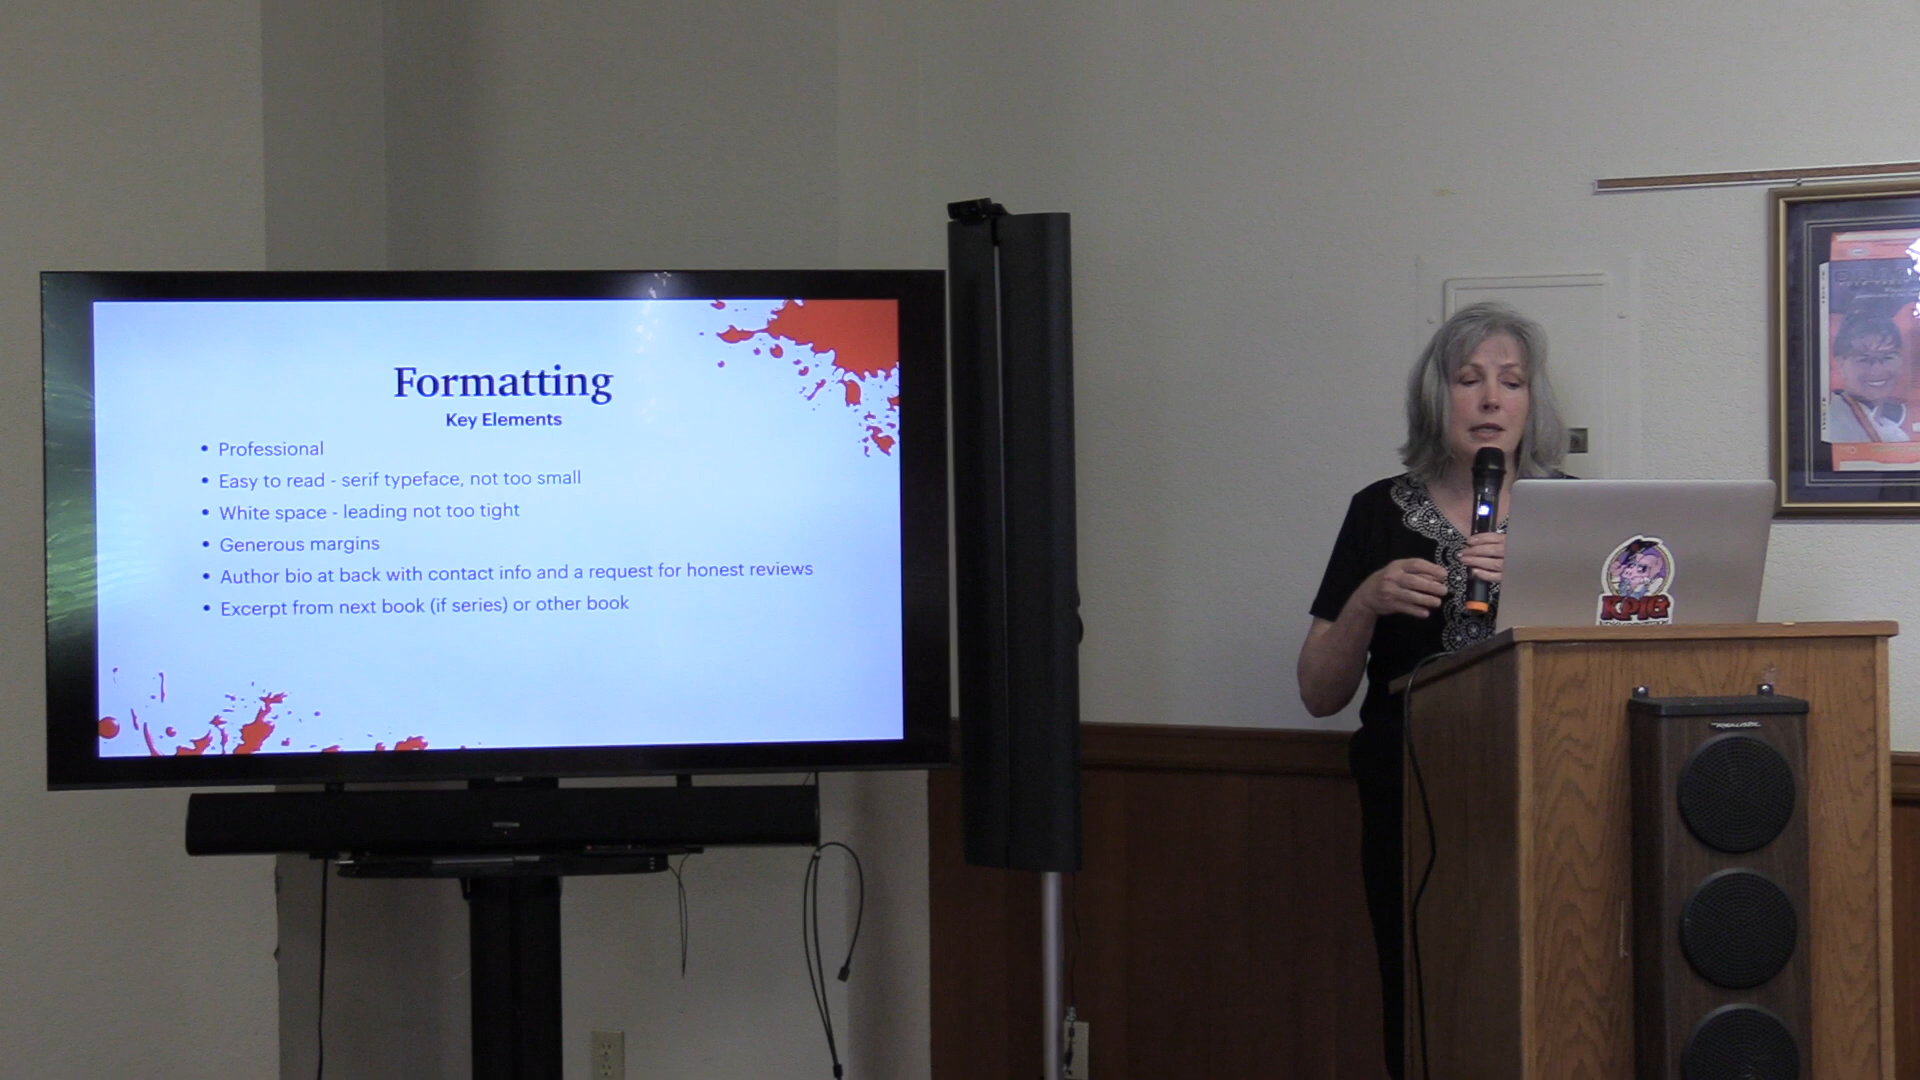 Formatting
Key Elements
• Professional
• Easy to read - serif typeface, not too small
• White space - leading not too tight
• Generous margins
• Author bio at back with contact info and a request for honest reviews
• Excerpt from next book (if series) or other book
KPIG
REALISTIC